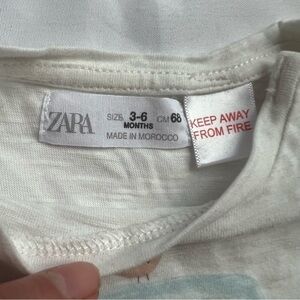 ZARA
SIZE 3-6 CM 68
MONTHS
MADE IN MOROCCO
KEEP AWAY
FROM FIRE